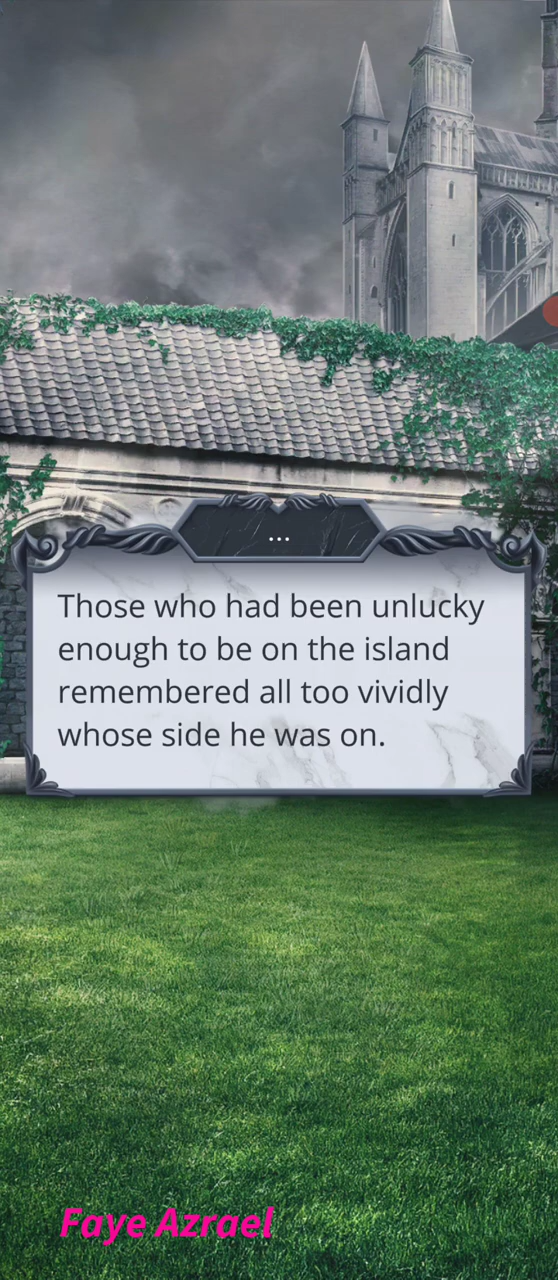 ...
Those who had been unlucky
enough to be on the island
remembered all too vividly
whose side he was on.
Faye Azrael